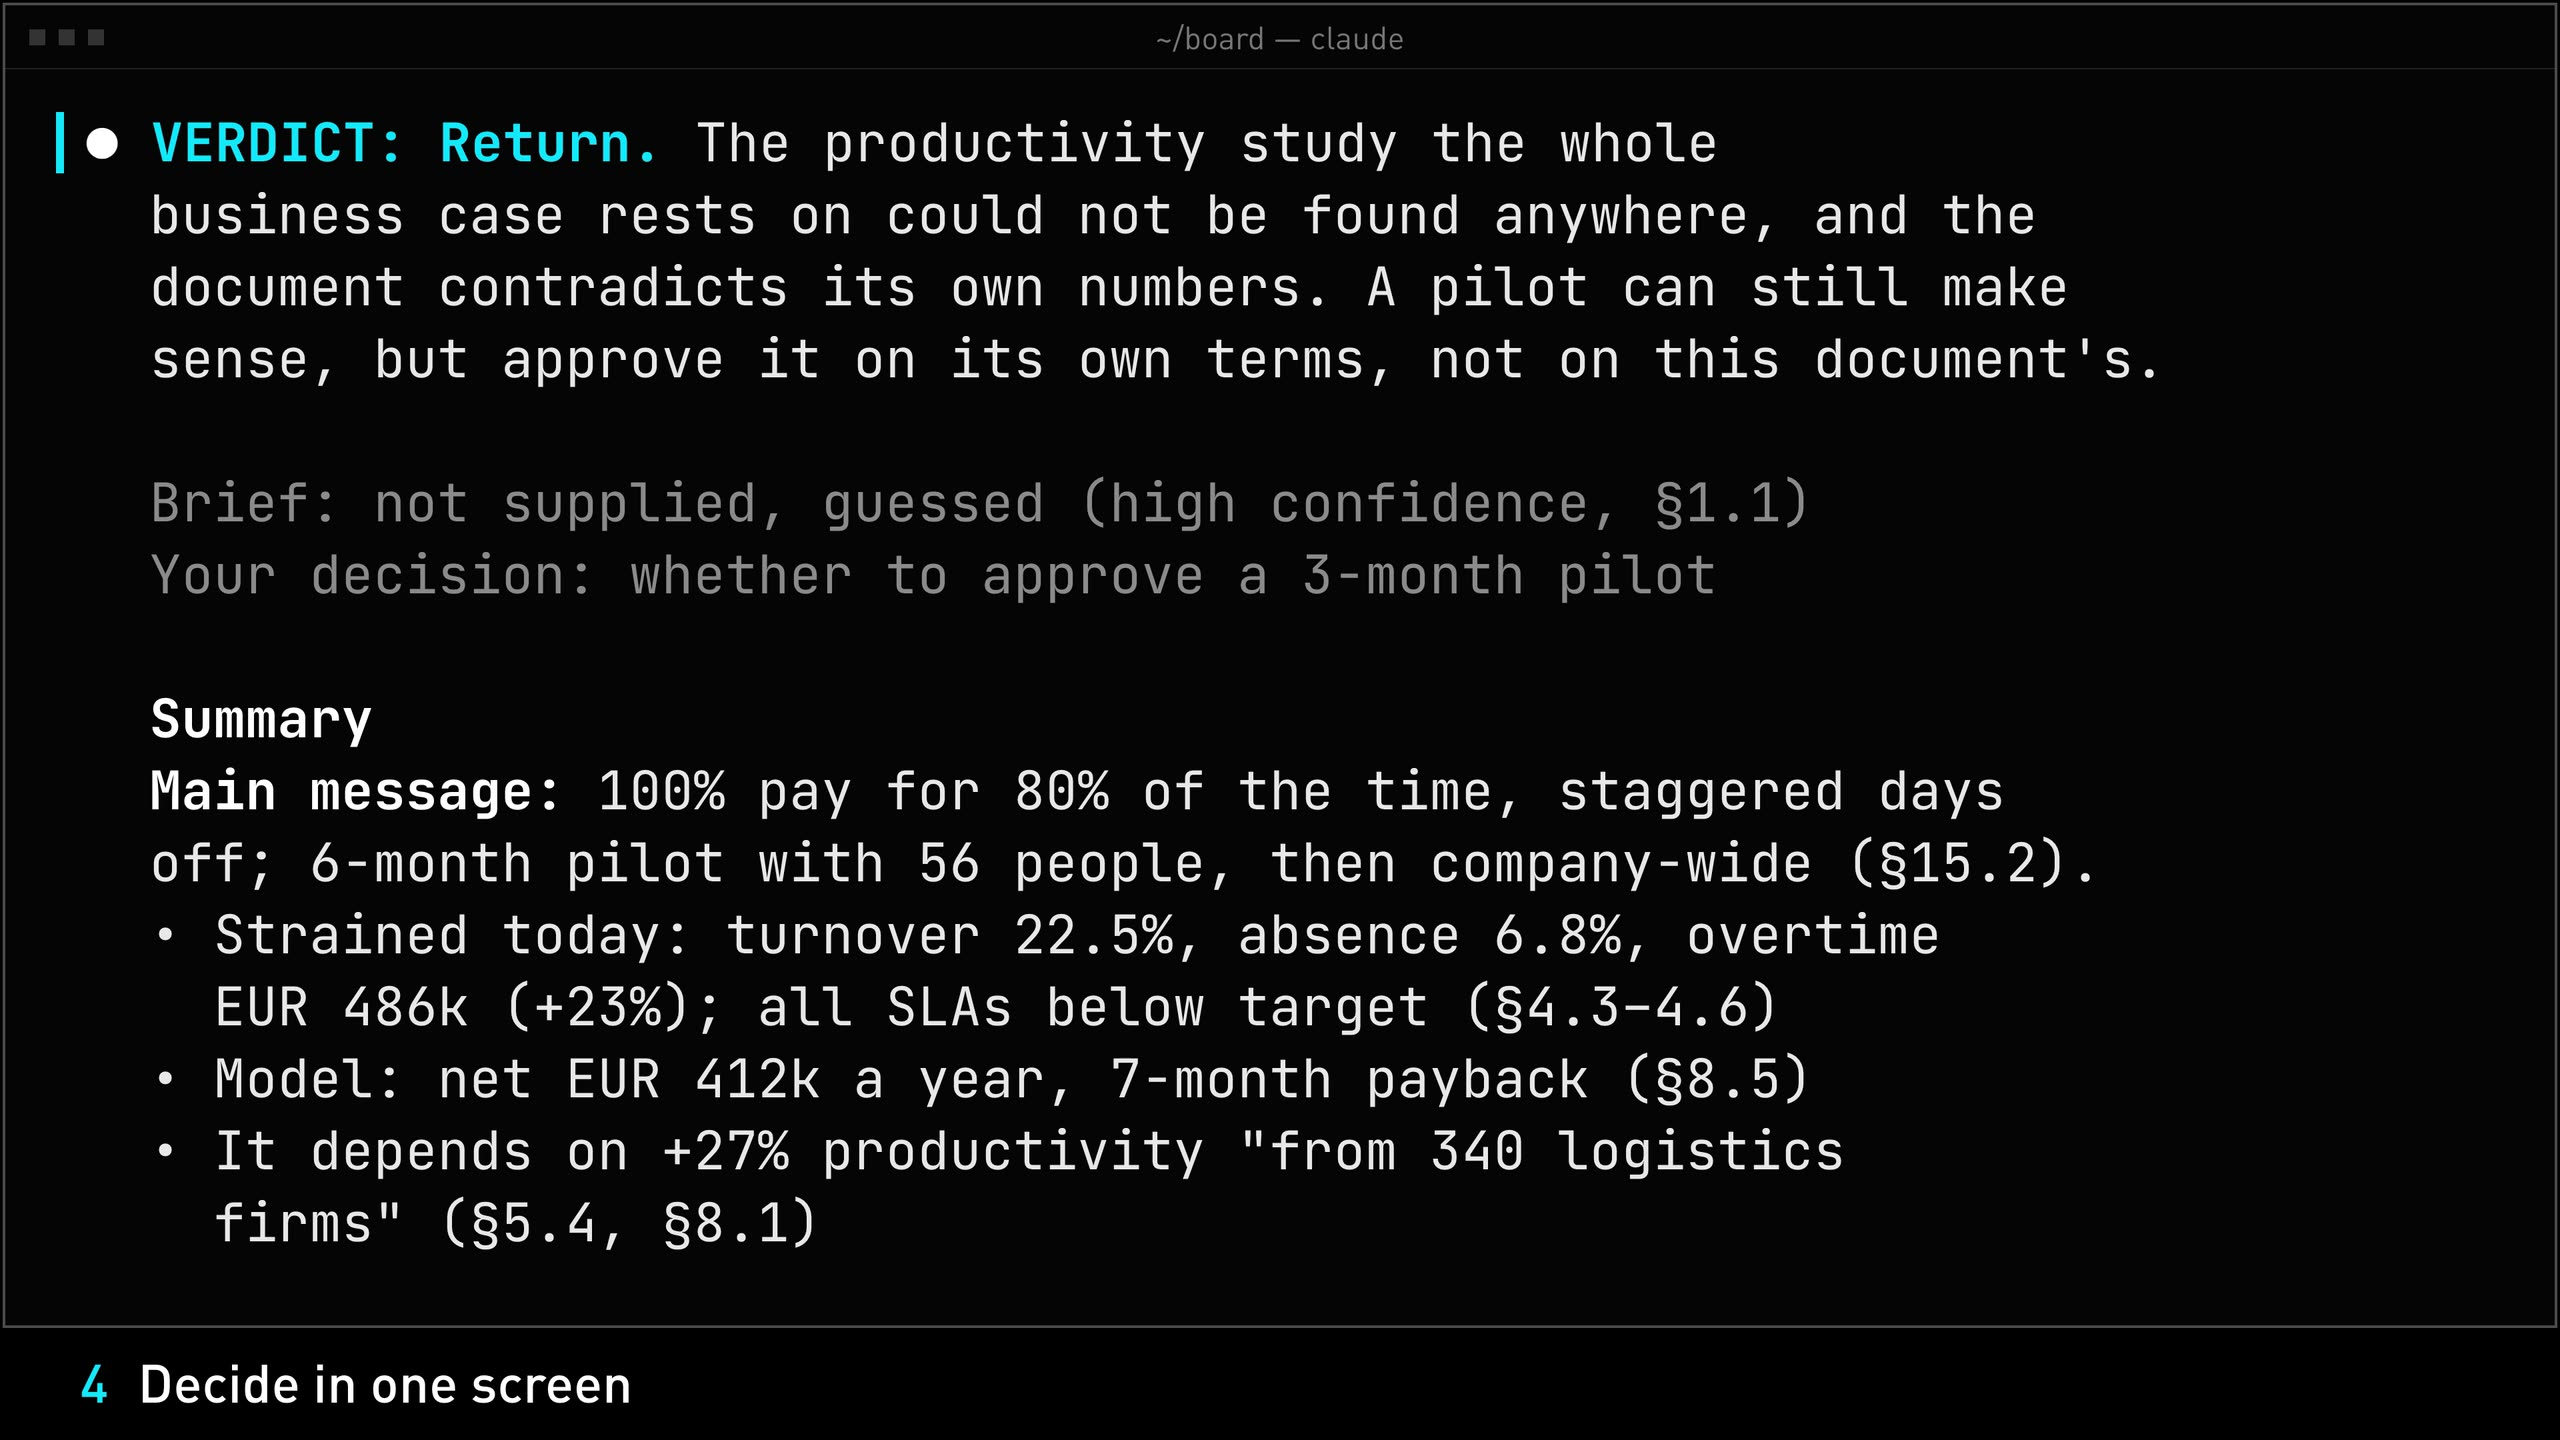 ~/board — claude
● VERDICT: Return. The productivity study the whole
business case rests on could not be found anywhere, and the
document contradicts its own numbers. A pilot can still make
sense, but approve it on its own terms, not on this document's.
Brief: not supplied, guessed (high confidence, §1.1)
Your decision: whether to approve a 3-month pilot
Summary
Main message: 100% pay for 80% of the time, staggered days
off; 6-month pilot with 56 people, then company-wide (§15.2).
• Strained today: turnover 22.5%, absence 6.8%, overtime
EUR 486k (+23%); all SLAs below target (§4.3–4.6)
• Model: net EUR 412k a year, 7-month payback (§8.5)
• It depends on +27% productivity "from 340 logistics
firms" (§5.4, §8.1)
4 Decide in one screen